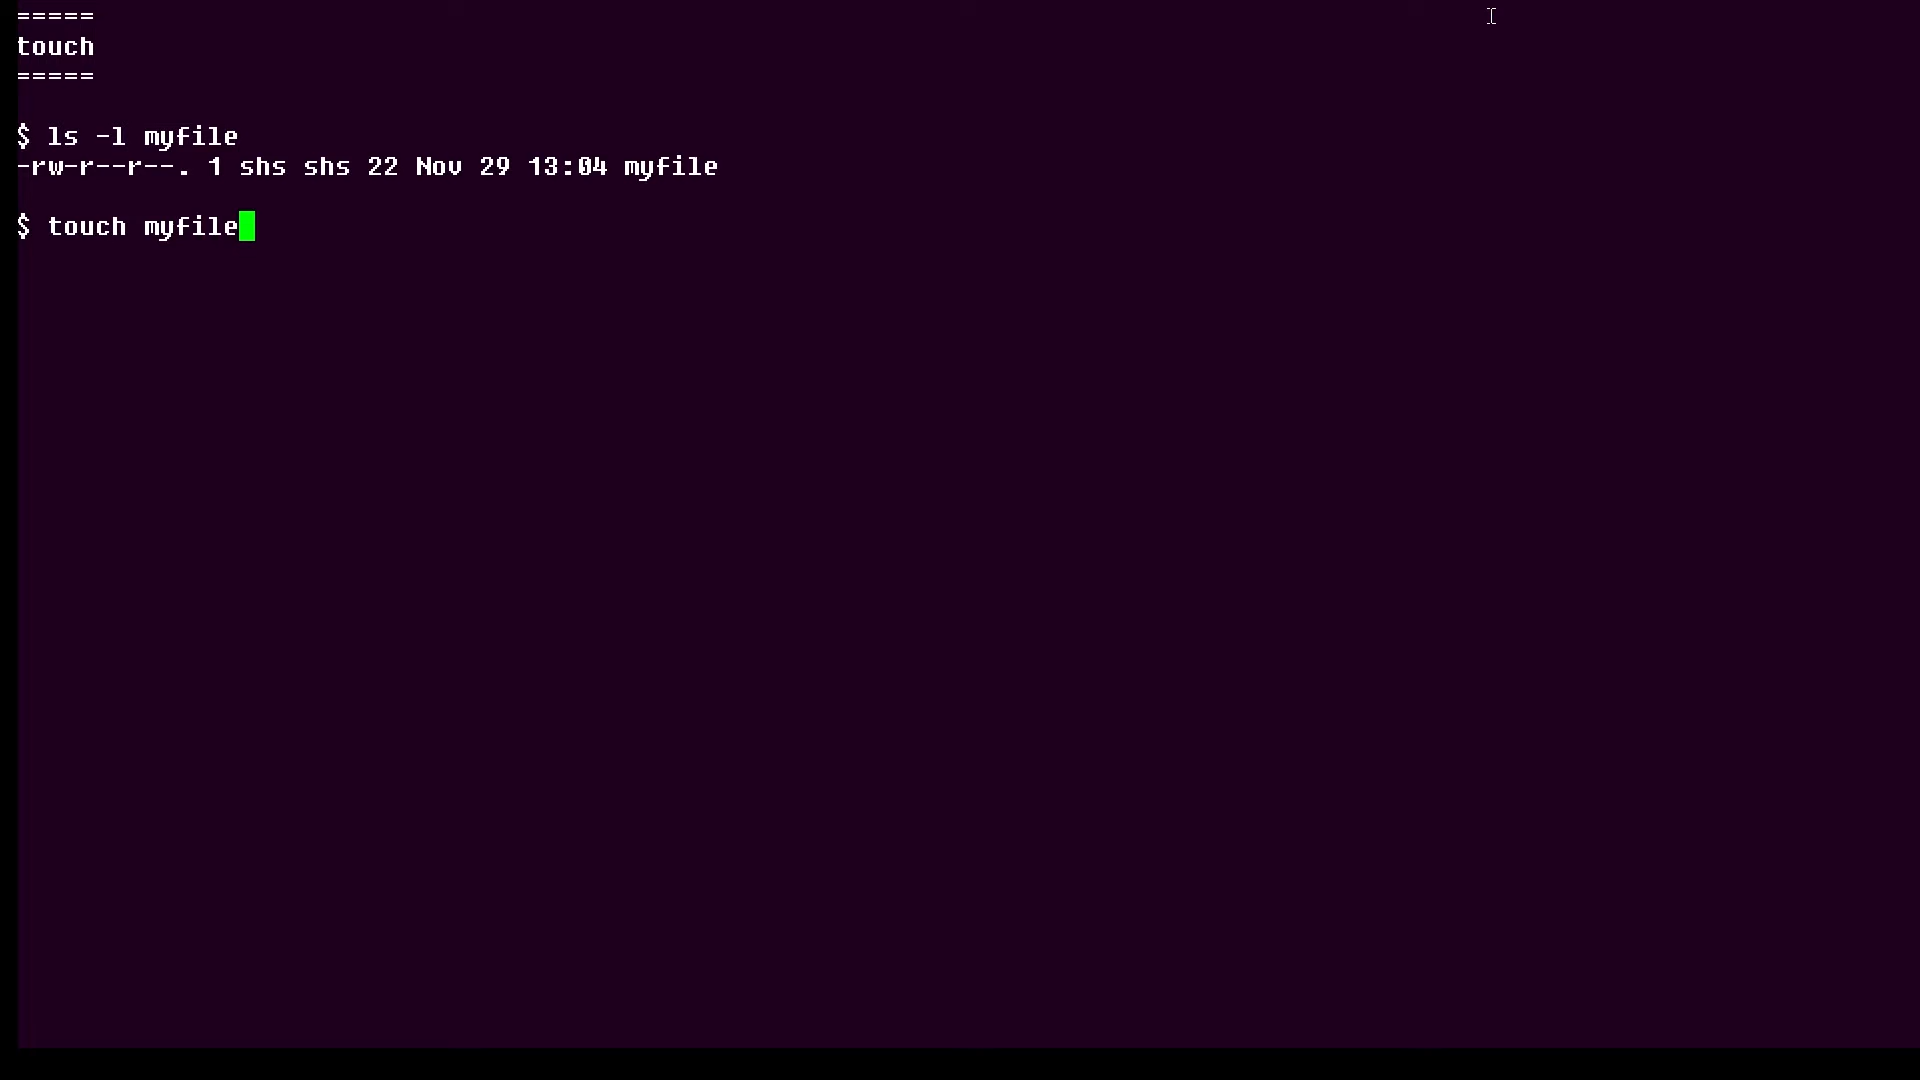 =====
touch
=====
$ ls -l myfile
-rw-r--r--. 1 shs shs 22 Nov 29 13:04 myfile
$ touch myfile